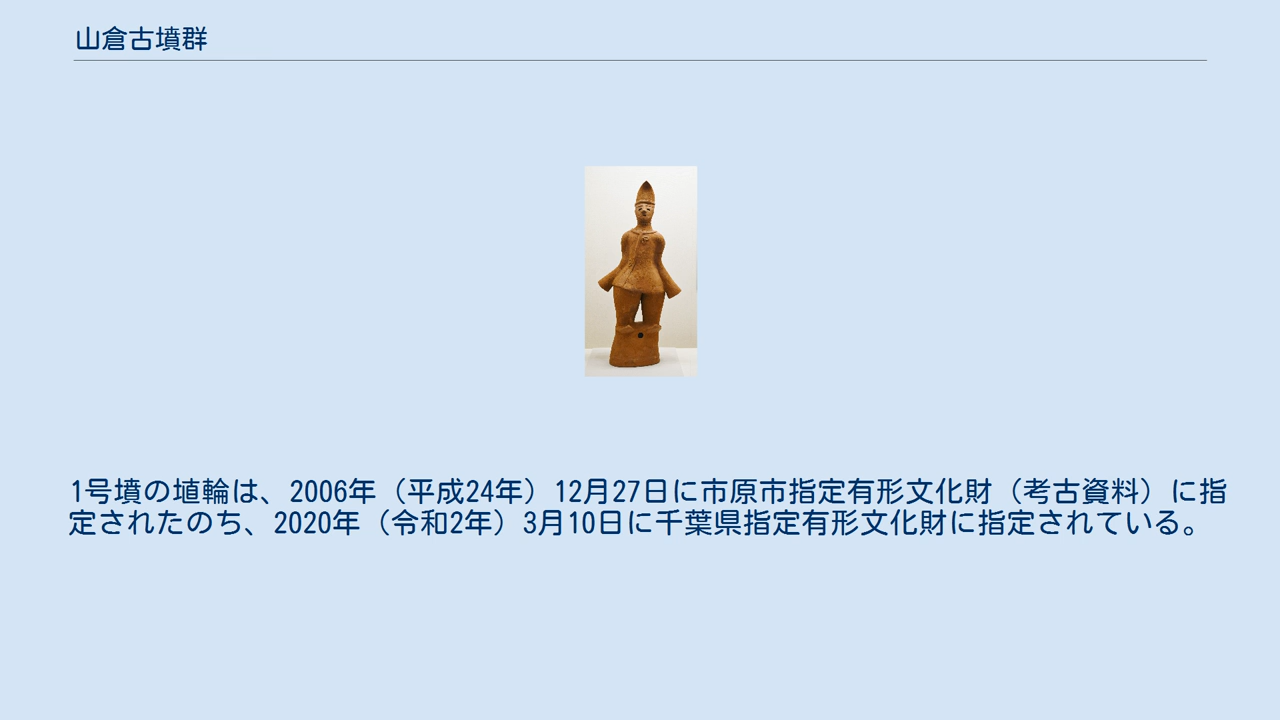 山倉古墳群
1号墳の埴輪は、2006年（平成24年）12月27日に市原市指定有形文化財（考古資料）に指
定されたのち、2020年（令和2年）3月10日に千葉県指定有形文化財に指定されている。